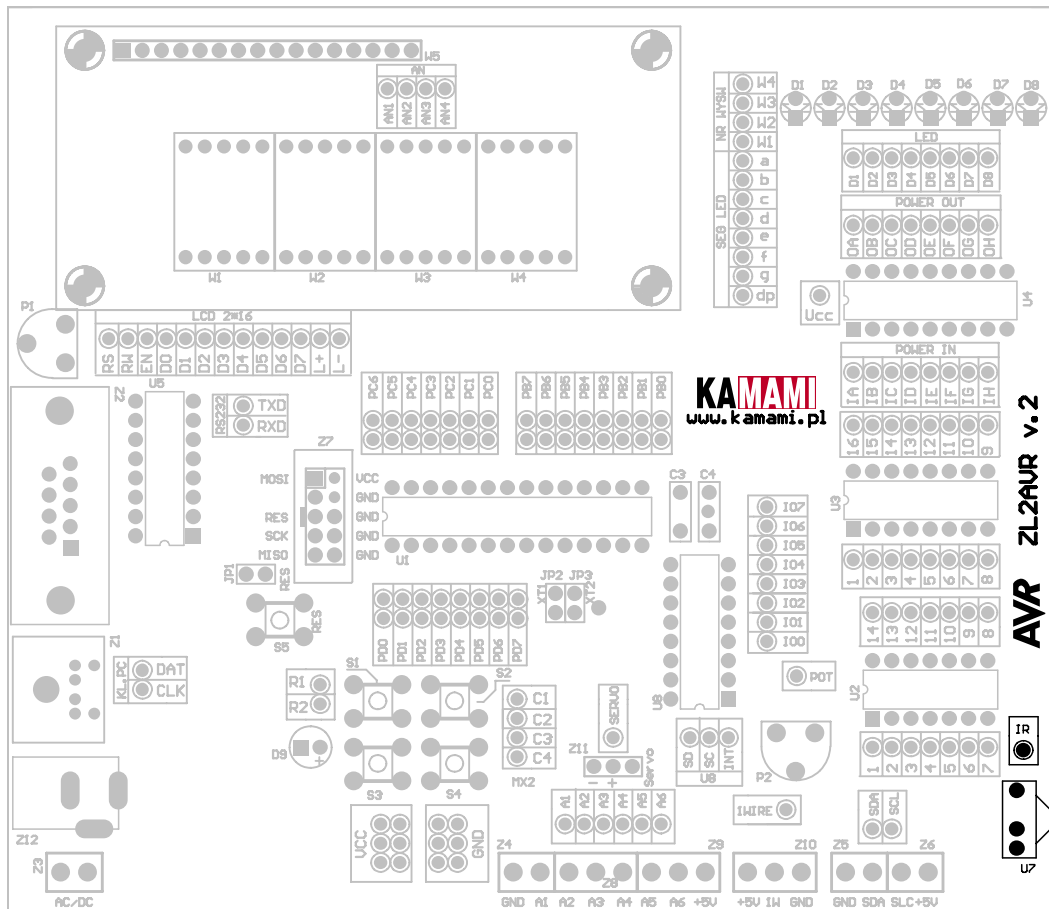 W5
AN
AN1 AN2 AN3 AN4
W1 W2 W3 W4
NR WYSW
W4
W3
W2
W1
SEG LED
a
b
c
d
e
f
g
dp
D1 D2 D3 D4 D5 D6 D7 D8
LED
D1 D2 D3 D4 D5 D6 D7 D8
POWER OUT
OA OB OC OD OE OF OG OH
Ucc
U4
P1
LCD 2*16
RS RW EN D0 D1 D2 D3 D4 D5 D6 D7 L+ L-
POWER IN
IA IB IC ID IE IF IG IH
16 15 14 13 12 11 10 9
Z2
U5
RS232
TXD
RXD
PC6 PC5 PC4 PC3 PC2 PC1 PC0
PB7 PB6 PB5 PB4 PB3 PB2 PB1 PB0
KAMAMI
www.kamami.pl
ZL2AVR v.2
AVR
Z7
MOSI VCC
GND
RES GND
SCK GND
MISO GND
U1
C3 C4
U3
IO7
IO6
IO5
IO4
IO3
IO2
IO1
IO0
1 2 3 4 5 6 7 8
JP1
RES
RES
S5
JP2 JP3
XT1 XT2
PD0 PD1 PD2 PD3 PD4 PD5 PD6 PD7
14 13 12 11 10 9 8
Z1
KL.PC
DAT
CLK
R1
R2
D9
+
S1 S2
S3 S4
C1
C2
C3
C4
MX2
SERVO
Z11
- +
Servo
U8
SD SC INT
U8
POT
P2
U2
1 2 3 4 5 6 7
IR
U7
1WIRE
SDA SCL
A1 A2 A3 A4 A5 A6
VCC
GND
Z12
Z3
AC/DC
Z4 Z8 Z9
GND A1 A2 A3 A4 A5 A6 +5V
Z10
+5V 1W GND
Z5 Z6
GND SDA SLC +5V